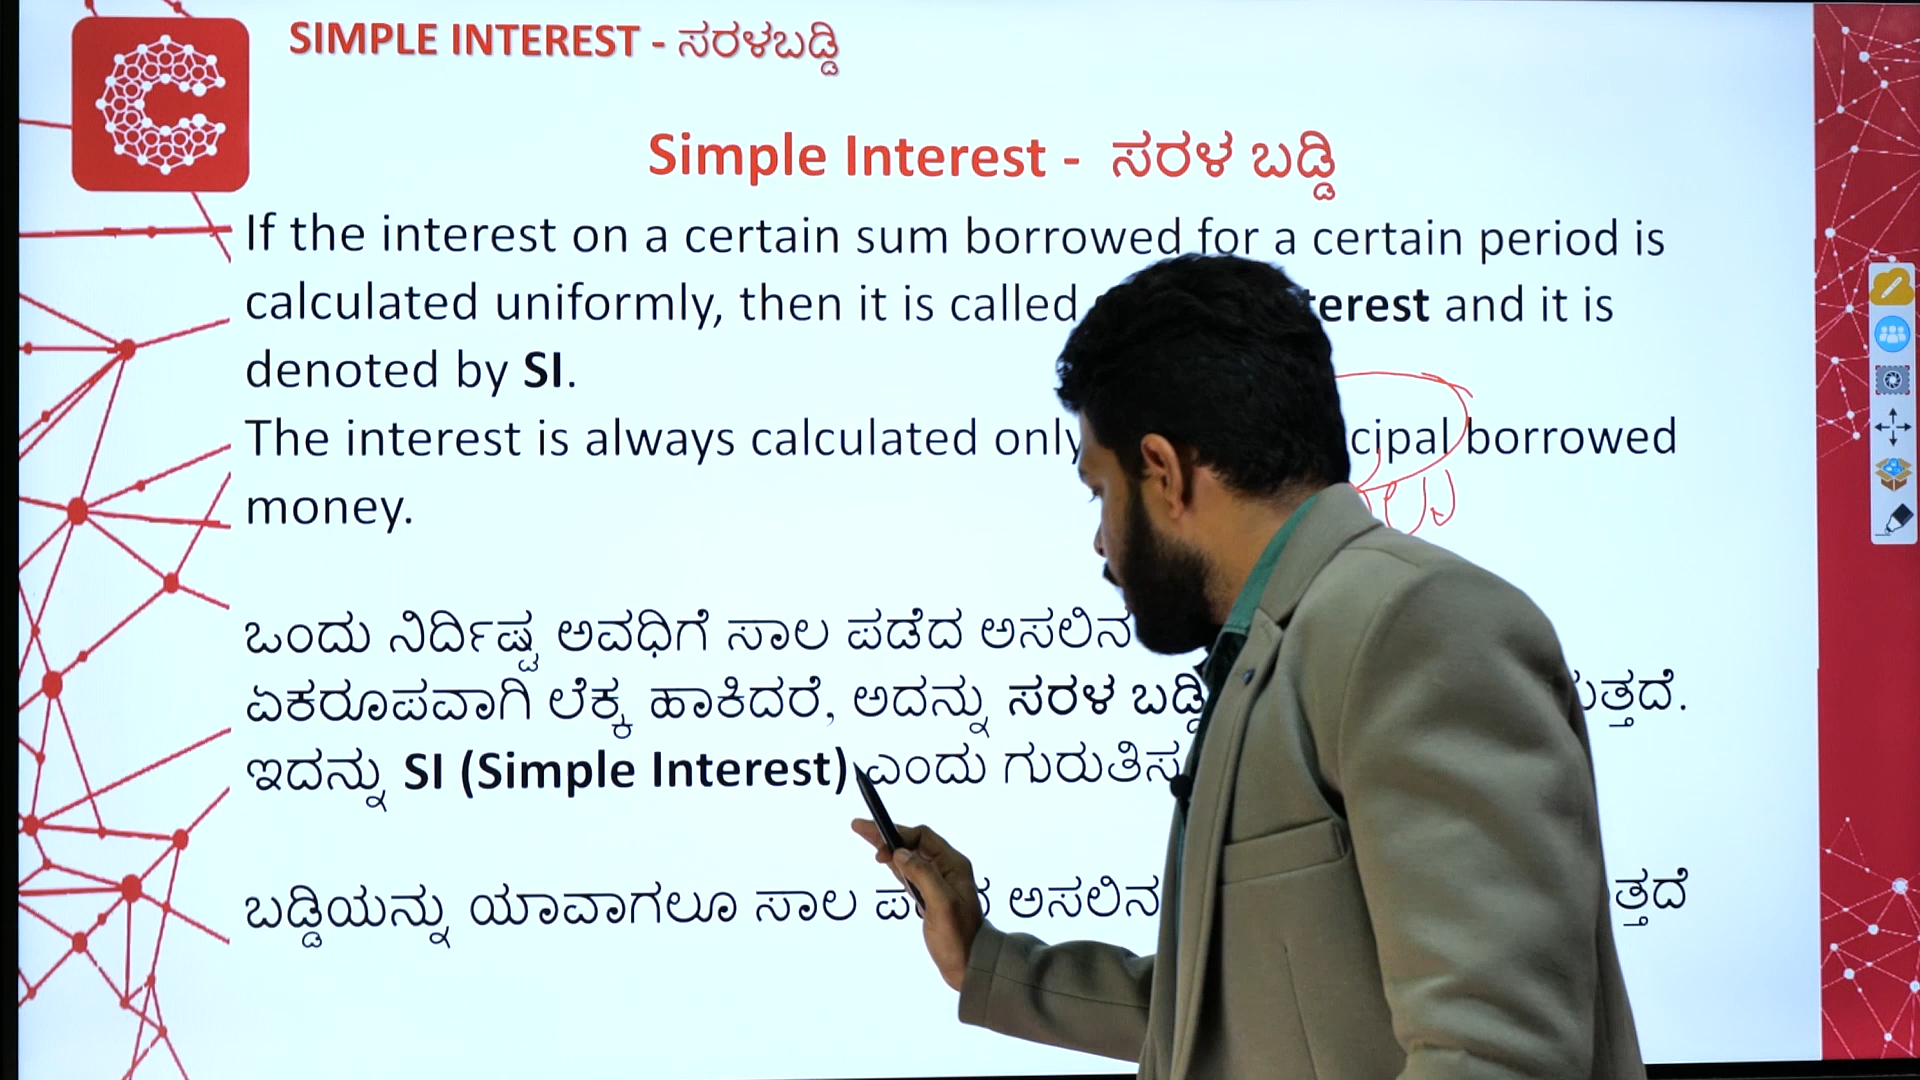 SIMPLE INTEREST - ಸರಳಬಡ್ಡಿ
Simple Interest - ಸರಳ ಬಡ್ಡಿ
If the interest on a certain sum borrowed for a certain period is
calculated uniformly, then it is called and it is
denoted by SI.
The interest is always calculated only borrowed
money.
ಒಂದು ನಿರ್ದಿಷ್ಟ ಅವಧಿಗೆ ಸಾಲ ಪಡೆದ ಅಸಲಿನ
ಏಕರೂಪವಾಗಿ ಲೆಕ್ಕ ಹಾಕಿದರೆ, ಅದನ್ನು ಸರಳ ಬಡ್ಡಿ
ಇದನ್ನು SI (Simple Interest) ಎಂದು
ಬಡ್ಡಿಯನ್ನು ಯಾವಾಗಲೂ ಸಾಲ ಅಸಲಿನ